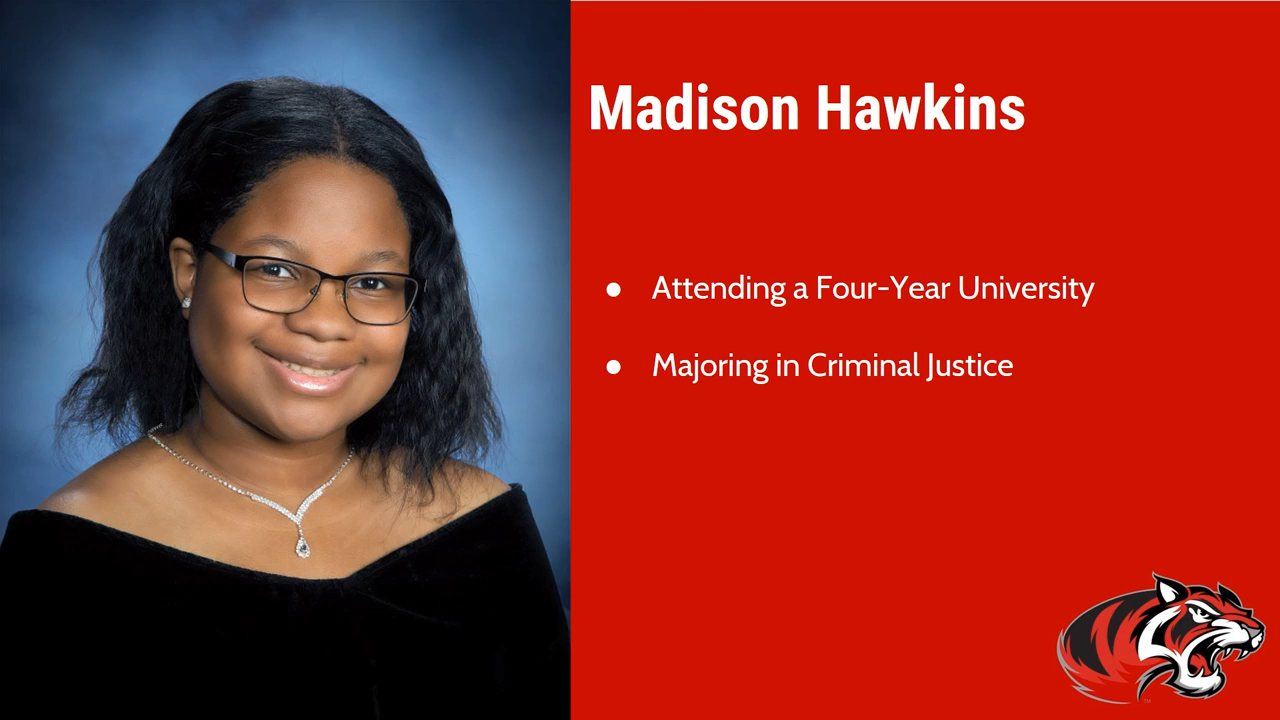 Madison Hawkins
● Attending a Four-Year University
● Majoring in Criminal Justice